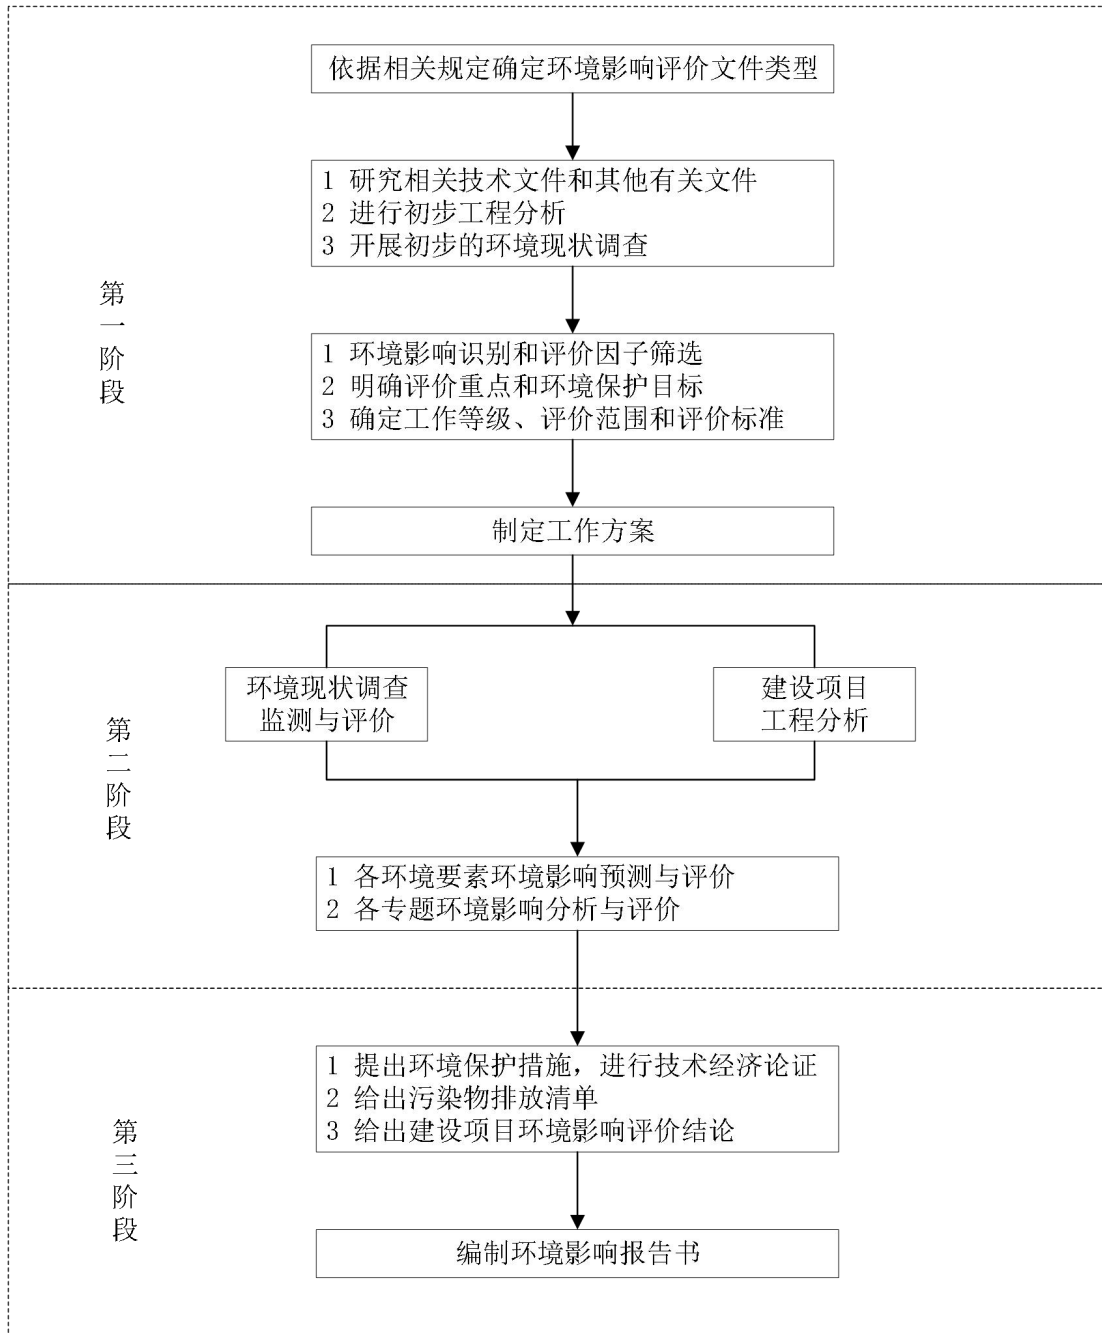 依据相关规定确定环境影响评价文件类型
1 研究相关技术文件和其他有关文件
2 进行初步工程分析
3 开展初步的环境现状调查
第一阶段
1 环境影响识别和评价因子筛选
2 明确评价重点和环境保护目标
3 确定工作等级、评价范围和评价标准
制定工作方案
环境现状调查
监测与评价
建设项目
工程分析
第二阶段
1 各环境要素环境影响预测与评价
2 各专题环境影响分析与评价
1 提出环境保护措施，进行技术经济论证
2 给出污染物排放清单
3 给出建设项目环境影响评价结论
第三阶段
编制环境影响报告书